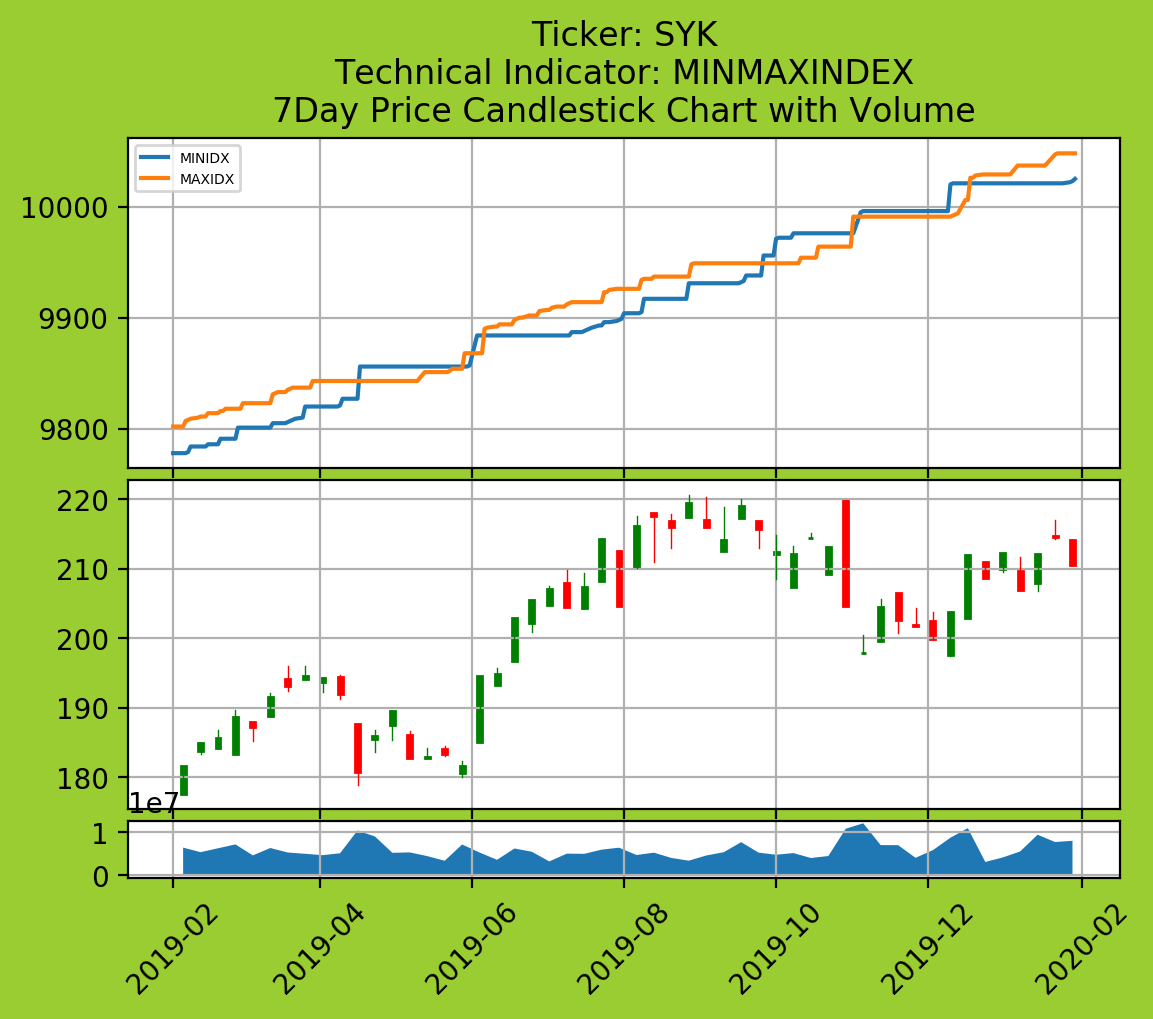 Ticker: SYK
Technical Indicator: MINMAXINDEX
7Day Price Candlestick Chart with Volume
MINIDX
MAXIDX
10000
9900
9800
220
210
200
190
180
1e7
1
0
2019-02
2019-04
2019-06
2019-08
2019-10
2019-12
2020-02